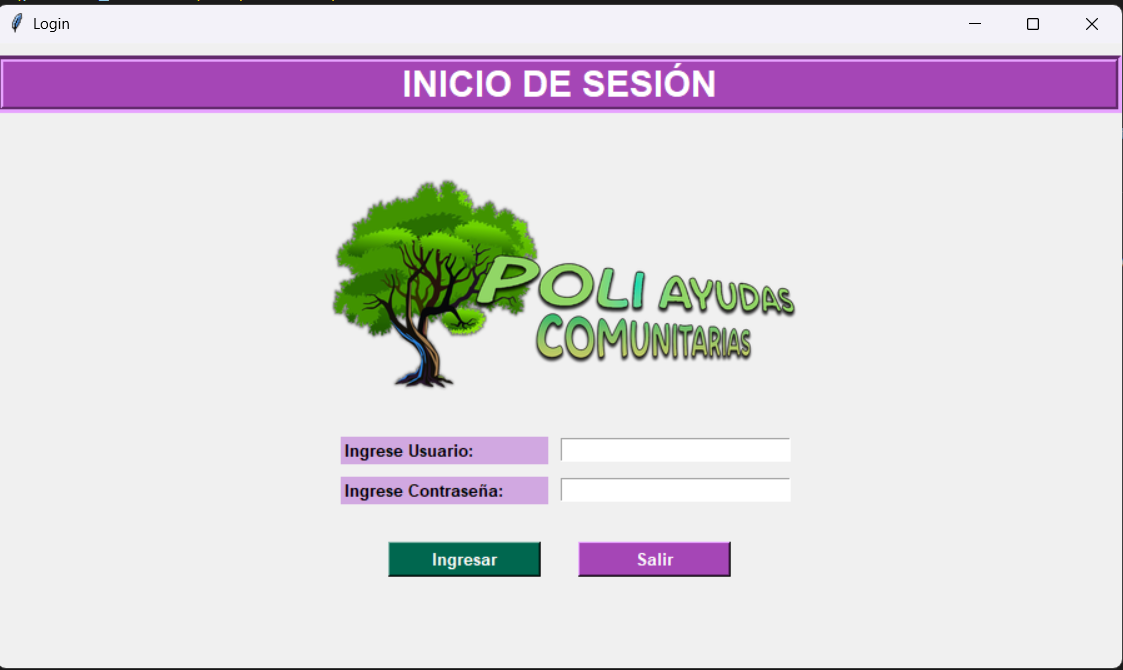 Login
INICIO DE SESIÓN
POLI AYUDAS
COMUNITARIAS
Ingrese Usuario:
Ingrese Contraseña:
Ingresar Salir